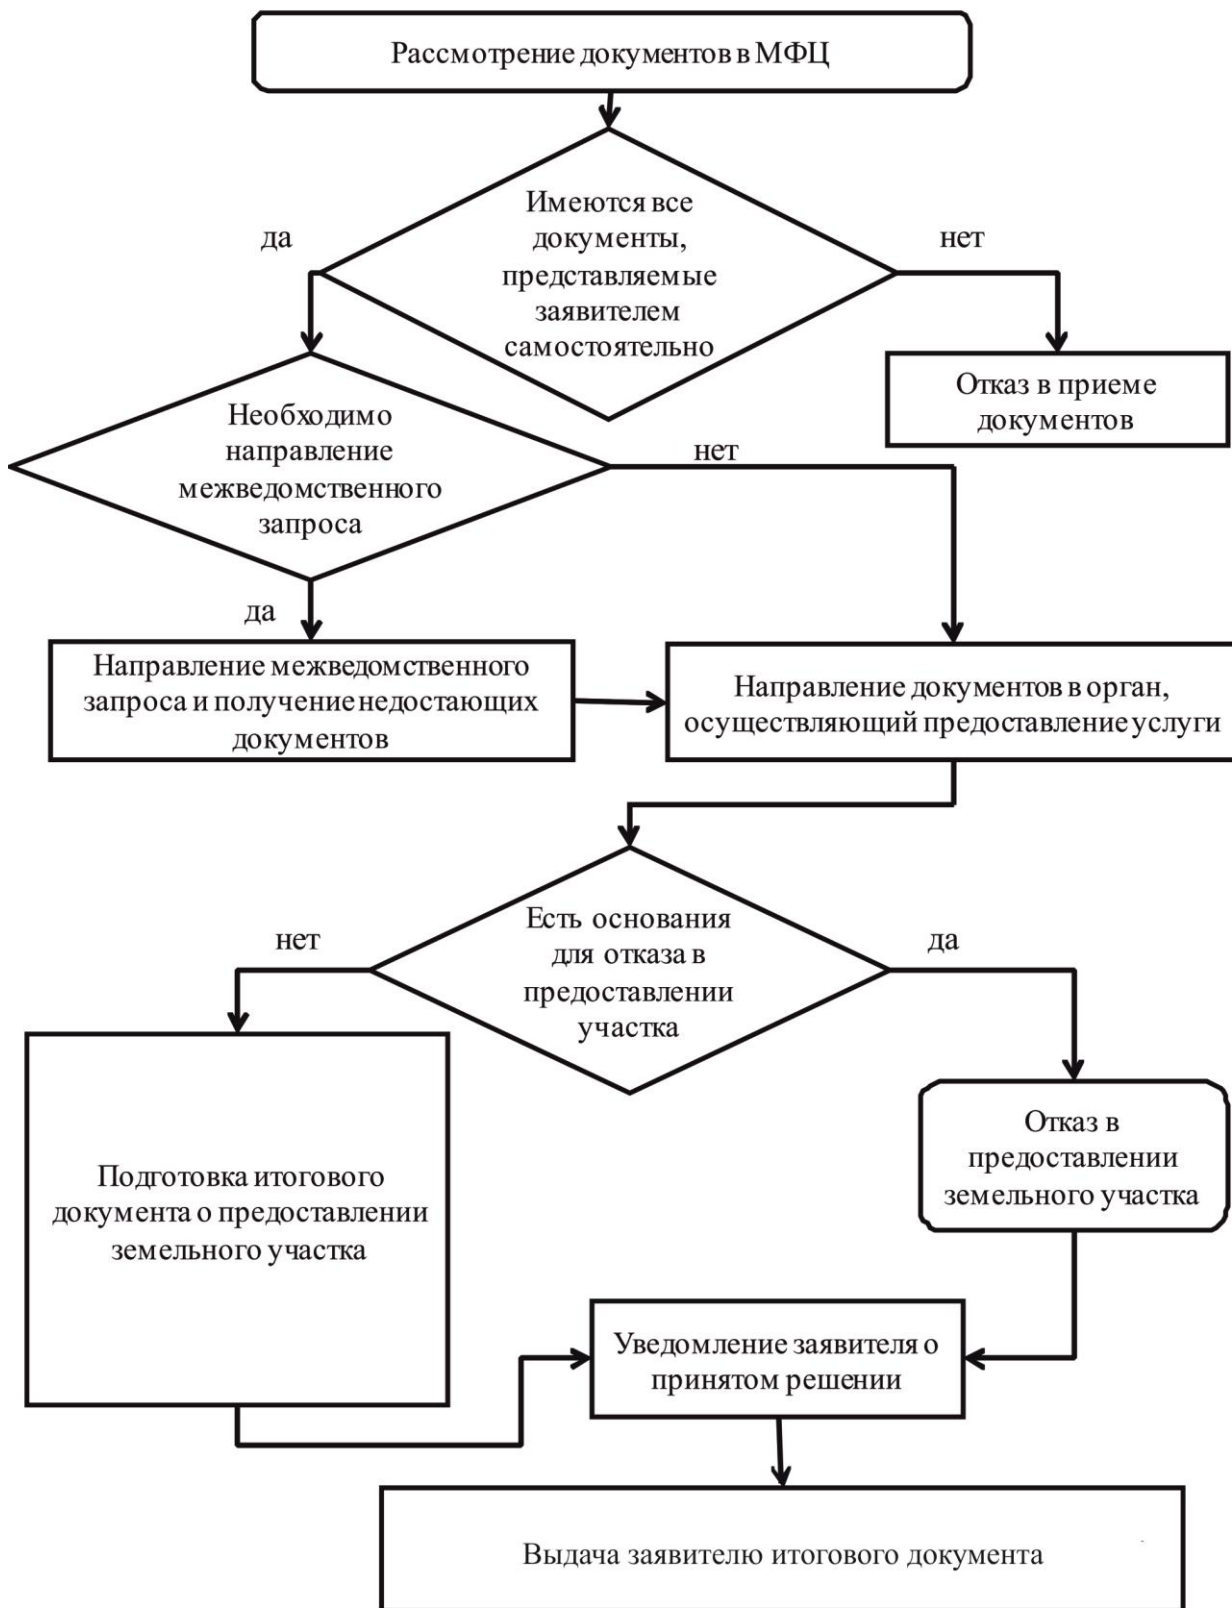 Рассмотрение документов в МФЦ
Имеются все
документы,
представляемые
заявителем
самостоятельно
да
нет
Отказ в приеме
документов
Необходимо
направление
межведомственного
запроса
нет
да
Направление межведомственного
запроса и получение недостающих
документов
Направление документов в орган,
осуществляющий предоставление услуги
Есть основания
для отказа в
предоставлении
участка
нет
да
Подготовка итогового
документа о предоставлении
земельного участка
Отказ в
предоставлении
земельного участка
Уведомление заявителя о
принятом решении
Выдача заявителю итогового документа